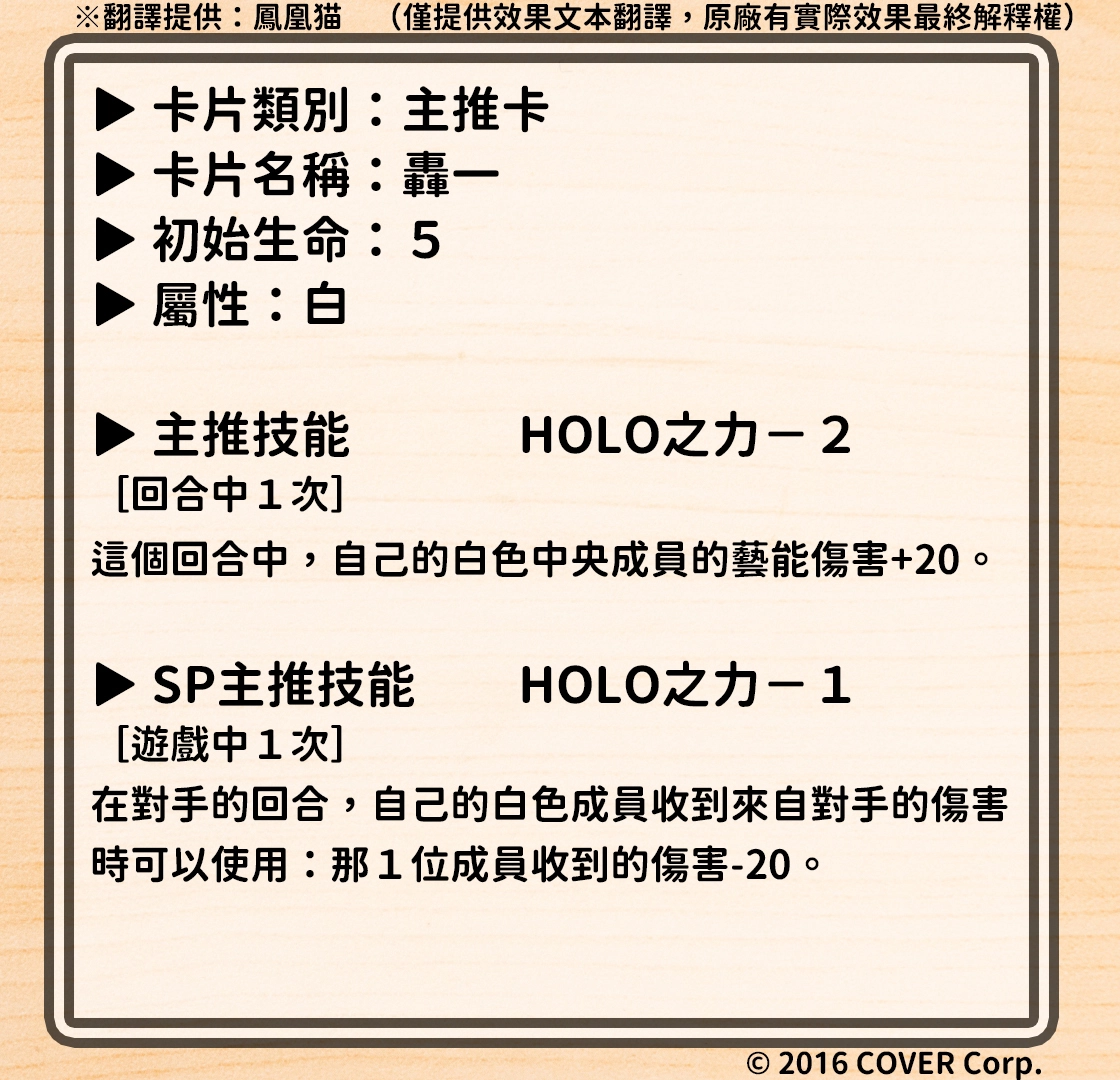 ※翻譯提供：鳳凰猫　（僅提供效果文本翻譯，原廠有實際效果最終解釋權）
▶ 卡片類別：主推卡
▶ 卡片名稱：轟一
▶ 初始生命：５
▶ 屬性：白
▶ 主推技能　　　HOLO之力－２
［回合中１次］
這個回合中，自己的白色中央成員的藝能傷害+20。
▶ SP主推技能　　HOLO之力－１
［遊戲中１次］
在對手的回合，自己的白色成員收到來自對手的傷害
時可以使用：那１位成員收到的傷害-20。
© 2016 COVER Corp.